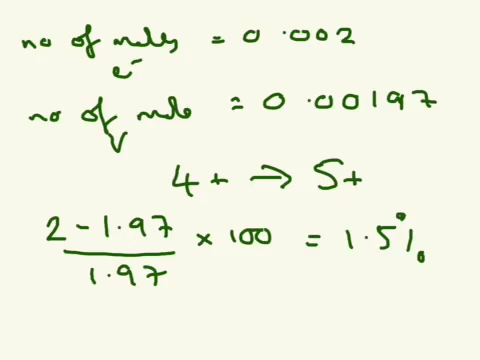 no of moles = 0.002
e⁻
no of mole = 0.00197
V
4+ → 5+
2 - 1.97
1.97
× 100 = 1.5%